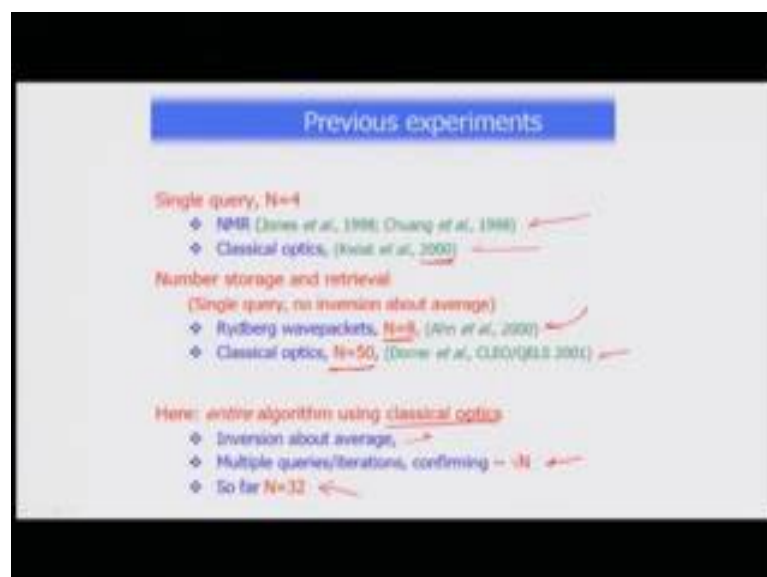 Previous experiments
Single query, N=4
❖ NMR (Jones et al, 1998; Chuang et al, 1998)
❖ Classical optics, (Kwiat et al, 2000)
Number storage and retrieval
(Single query, no inversion about average)
❖ Rydberg wavepackets, N=8, (Ahn et al, 2000)
❖ Classical optics, N=50, (Dorrer et al, CLEO/QELS 2001)
Here: entire algorithm using classical optics
❖ Inversion about average,
❖ Multiple queries/iterations, confirming ~ √N
❖ So far N=32